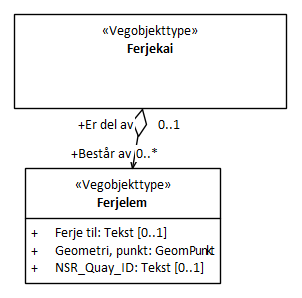 «Vegobjekttype»
Ferjekai
+Er del av 0..1
+Består av 0..*
«Vegobjekttype»
Ferjelem
+ Ferje til: Tekst [0..1]
+ Geometri, punkt: GeomPunkt
+ NSR_Quay_ID: Tekst [0..1]